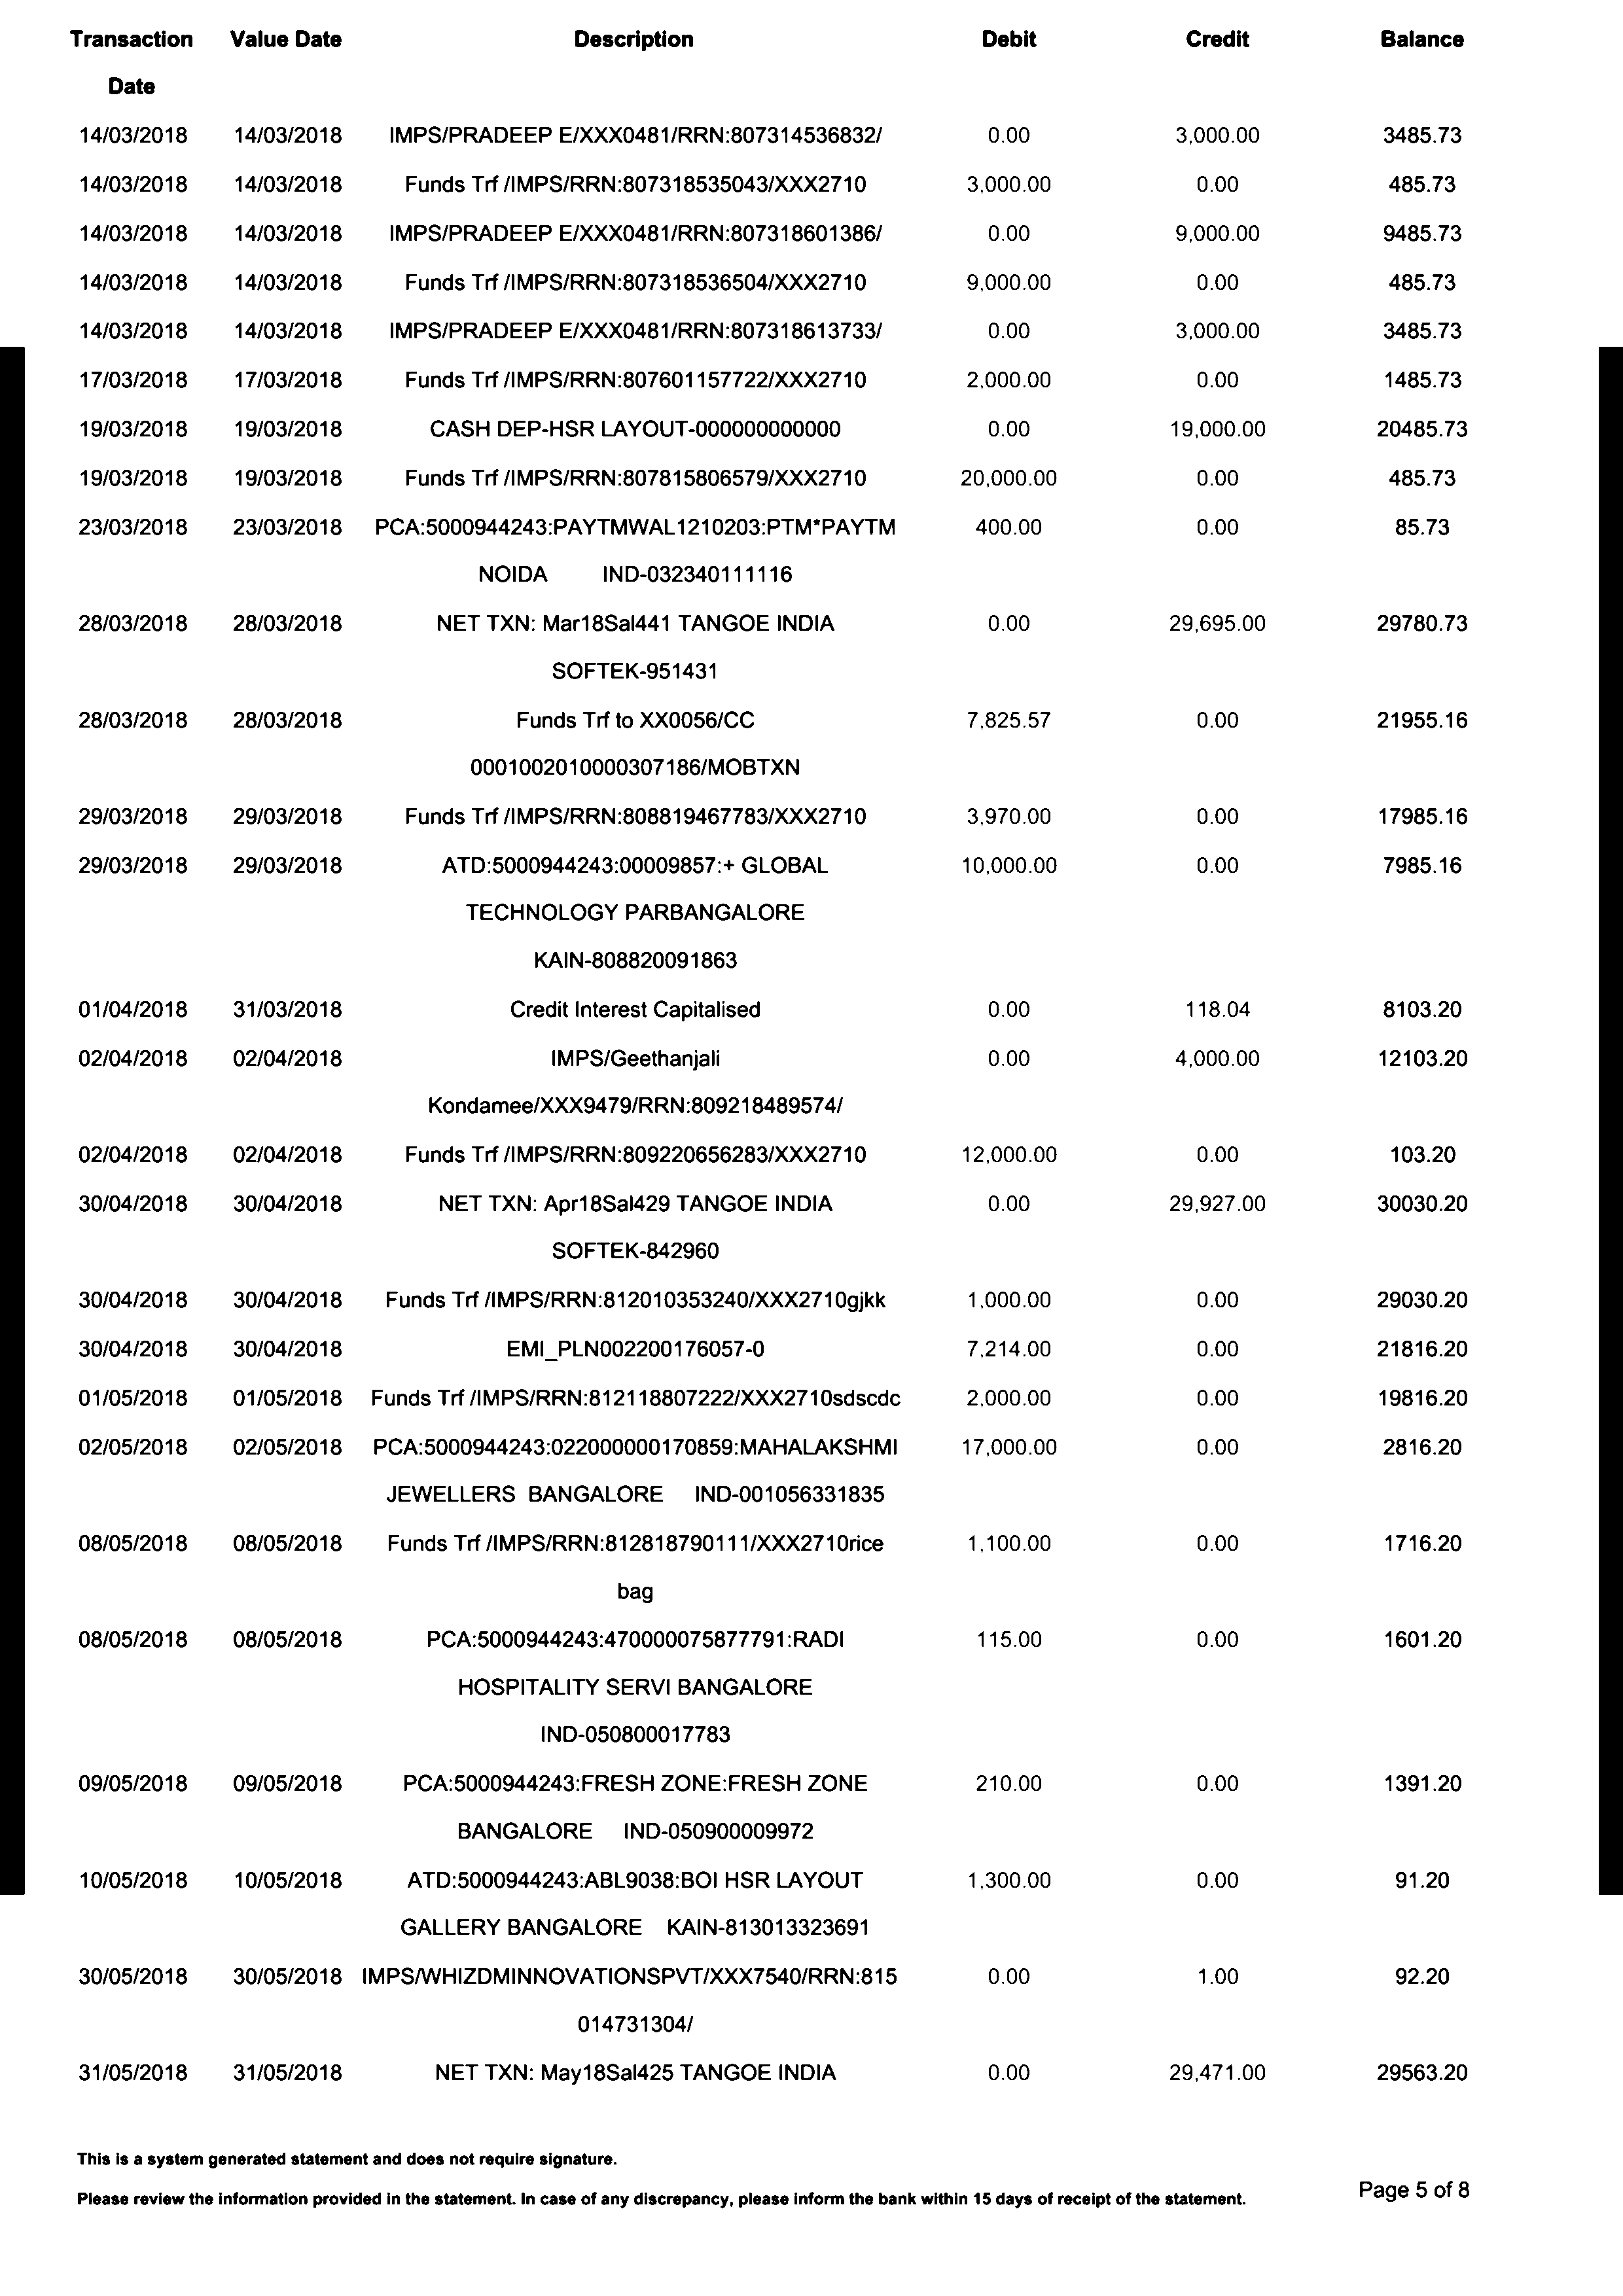 Transaction Value Date Description Debit Credit Balance
Date
14/03/2018 14/03/2018 IMPS/PRADEEP E/XXX0481/RRN:807314536832/ 0.00 3,000.00 3485.73
14/03/2018 14/03/2018 Funds Trf /IMPS/RRN:807318535043/XXX2710 3,000.00 0.00 485.73
14/03/2018 14/03/2018 IMPS/PRADEEP E/XXX0481/RRN:807318601386/ 0.00 9,000.00 9485.73
14/03/2018 14/03/2018 Funds Trf /IMPS/RRN:807318536504/XXX2710 9,000.00 0.00 485.73
14/03/2018 14/03/2018 IMPS/PRADEEP E/XXX0481/RRN:807318613733/ 0.00 3,000.00 3485.73
17/03/2018 17/03/2018 Funds Trf /IMPS/RRN:807601157722/XXX2710 2,000.00 0.00 1485.73
19/03/2018 19/03/2018 CASH DEP-HSR LAYOUT-000000000000 0.00 19,000.00 20485.73
19/03/2018 19/03/2018 Funds Trf /IMPS/RRN:807815806579/XXX2710 20,000.00 0.00 485.73
23/03/2018 23/03/2018 PCA:5000944243:PAYTMWAL1210203:PTM*PAYTM 400.00 0.00 85.73
NOIDA IND-032340111116
28/03/2018 28/03/2018 NET TXN: Mar18Sal441 TANGOE INDIA 0.00 29,695.00 29780.73
SOFTEK-951431
28/03/2018 28/03/2018 Funds Trf to XX0056/CC 7,825.57 0.00 21955.16
0001002010000307186/MOBTXN
29/03/2018 29/03/2018 Funds Trf /IMPS/RRN:808819467783/XXX2710 3,970.00 0.00 17985.16
29/03/2018 29/03/2018 ATD:5000944243:00009857:+ GLOBAL 10,000.00 0.00 7985.16
TECHNOLOGY PARBANGALORE
KAIN-808820091863
01/04/2018 31/03/2018 Credit Interest Capitalised 0.00 118.04 8103.20
02/04/2018 02/04/2018 IMPS/Geethanjali 0.00 4,000.00 12103.20
Kondamee/XXX9479/RRN:809218489574/
02/04/2018 02/04/2018 Funds Trf /IMPS/RRN:809220656283/XXX2710 12,000.00 0.00 103.20
30/04/2018 30/04/2018 NET TXN: Apr18Sal429 TANGOE INDIA 0.00 29,927.00 30030.20
SOFTEK-842960
30/04/2018 30/04/2018 Funds Trf /IMPS/RRN:812010353240/XXX2710gjkk 1,000.00 0.00 29030.20
30/04/2018 30/04/2018 EMI_PLN002200176057-0 7,214.00 0.00 21816.20
01/05/2018 01/05/2018 Funds Trf /IMPS/RRN:812118807222/XXX2710sdscdc 2,000.00 0.00 19816.20
02/05/2018 02/05/2018 PCA:5000944243:022000000170859:MAHALAKSHMI 17,000.00 0.00 2816.20
JEWELLERS BANGALORE IND-001056331835
08/05/2018 08/05/2018 Funds Trf /IMPS/RRN:812818790111/XXX2710rice 1,100.00 0.00 1716.20
bag
08/05/2018 08/05/2018 PCA:5000944243:470000075877791:RADI 115.00 0.00 1601.20
HOSPITALITY SERVI BANGALORE
IND-050800017783
09/05/2018 09/05/2018 PCA:5000944243:FRESH ZONE:FRESH ZONE 210.00 0.00 1391.20
BANGALORE IND-050900009972
10/05/2018 10/05/2018 ATD:5000944243:ABL9038:BOI HSR LAYOUT 1,300.00 0.00 91.20
GALLERY BANGALORE KAIN-813013323691
30/05/2018 30/05/2018 IMPS/WHIZDMINNOVATIONSPVT/XXX7540/RRN:815 0.00 1.00 92.20
014731304/
31/05/2018 31/05/2018 NET TXN: May18Sal425 TANGOE INDIA 0.00 29,471.00 29563.20
This is a system generated statement and does not require signature.
Please review the information provided in the statement. In case of any discrepancy, please inform the bank within 15 days of receipt of the statement.
Page 5 of 8